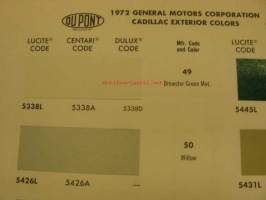 DU PONT
1972 GENERAL MOTORS CORPORATION
CADILLAC EXTERIOR COLORS
LUCITE® CODE
CENTARI® CODE
DULUX® CODE
Mfr. Code and Color
LUCITE® CODE
49
Brewster Green Met.
5338L 5338A 5338D
5445L
50
Willow
5426L 5426A —
5431L